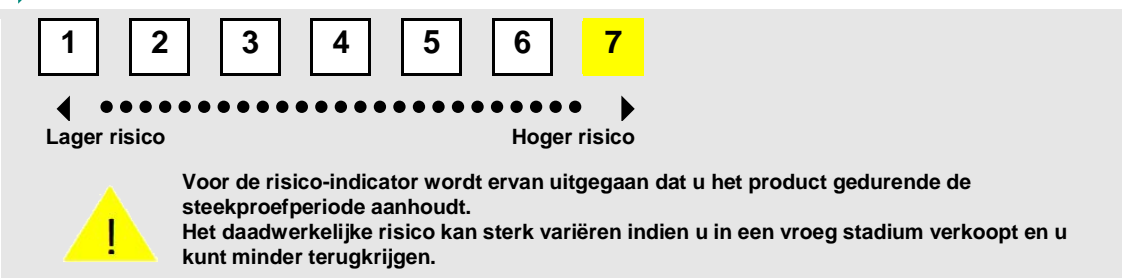 1 2 3 4 5 6 7
Lager risico Hoger risico
! Voor de risico-indicator wordt ervan uitgegaan dat u het product gedurende de
steekproefperiode aanhoudt.
Het daadwerkelijke risico kan sterk variëren indien u in een vroeg stadium verkoopt en u
kunt minder terugkrijgen.